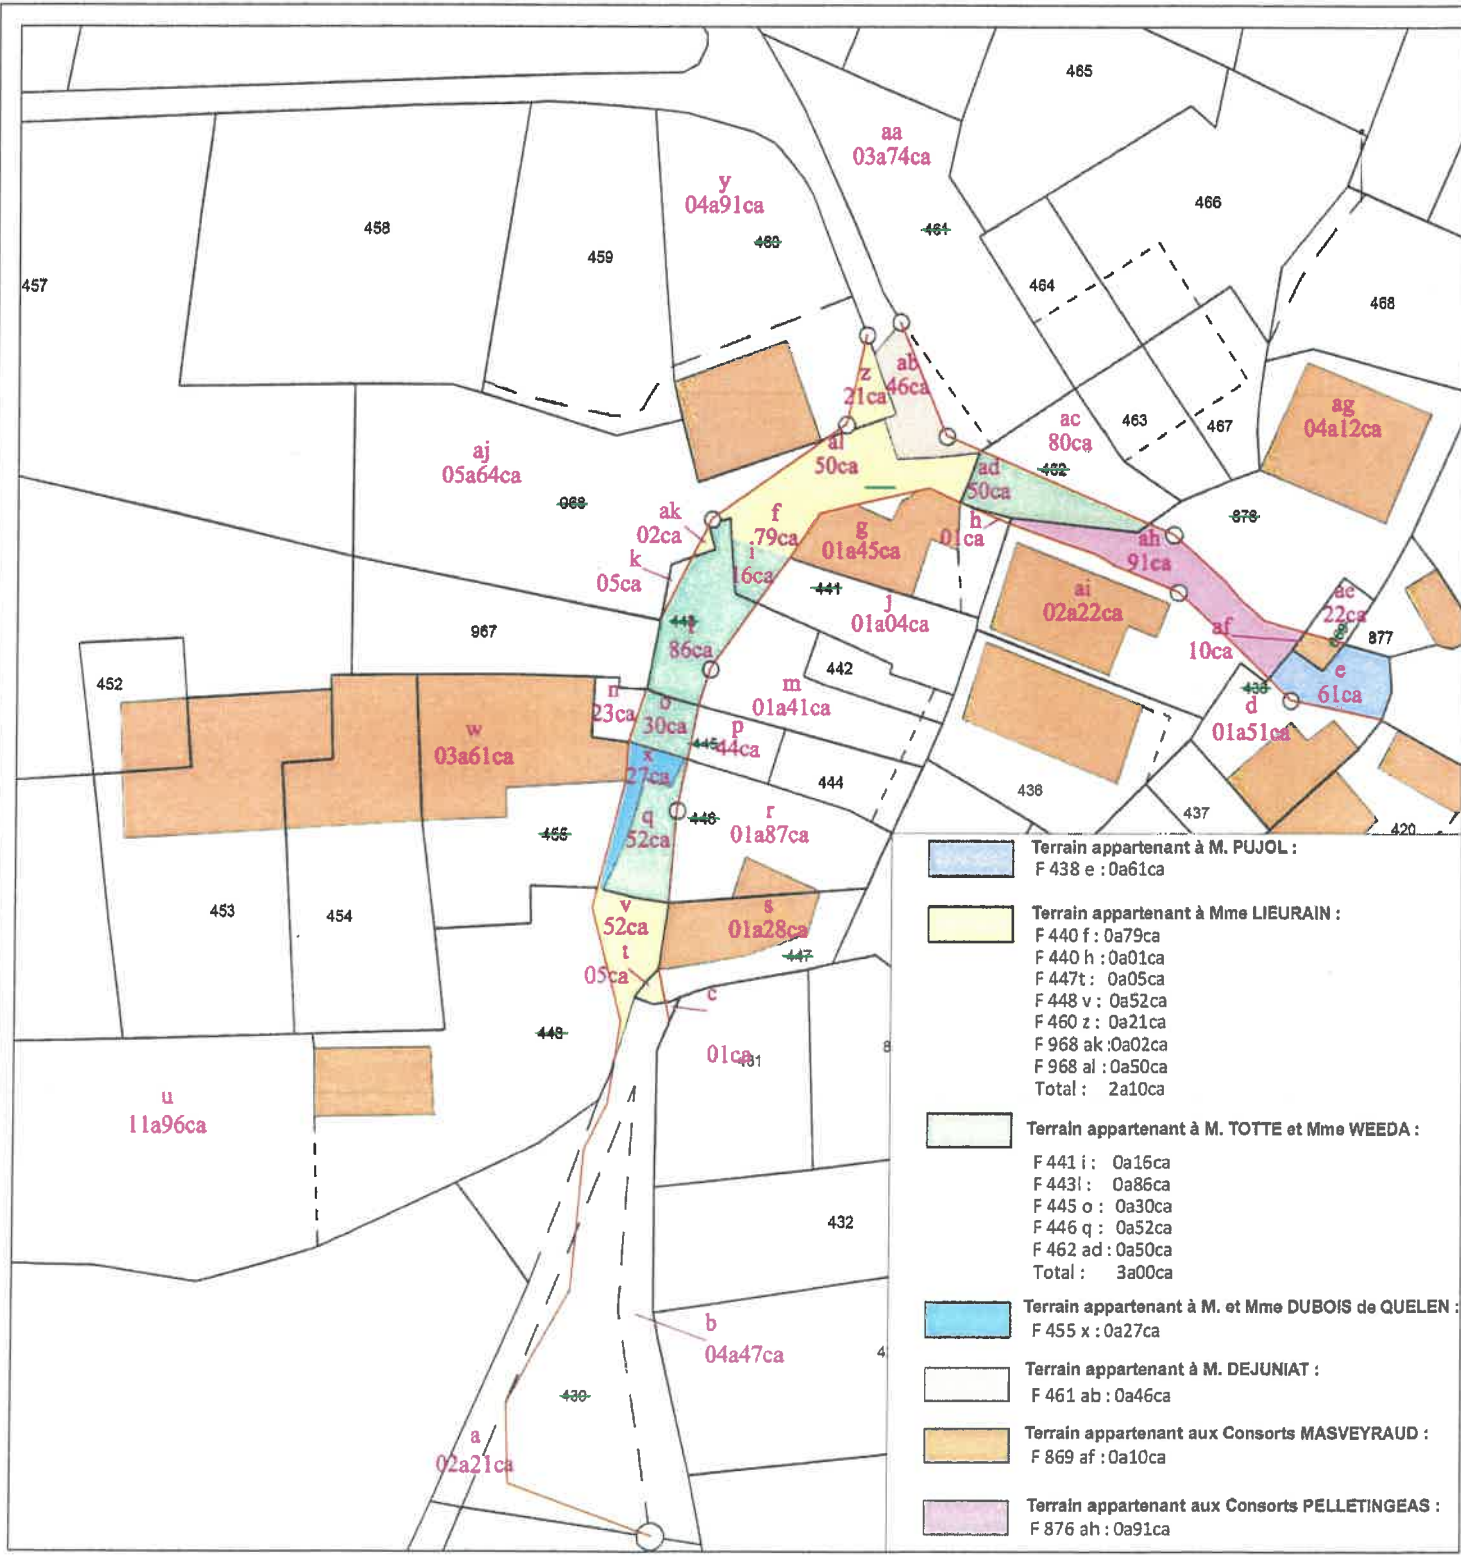 465
aa
03a74ca
y
04a91ca
466
461
458
460
459
464
457
468
ab
46ca
z
21ca
ag
04a12ca
ac
80ca
463
467
al
50ca
aj
05a64ca
462
ad
50ca
968
ak
02ca
f
79ca
h
01ca
876
g
01a45ca
ah
91ca
k
05ca
i
16ca
441
j
01a04ca
ai
02a22ca
ae
22ca
869
877
443
l
86ca
967
af
10ca
442
e
61ca
452
n
23ca
m
01a41ca
438
d
01a51ca
o
30ca
p
44ca
445
w
03a61ca
x
27ca
444
436
437
q
52ca
446
r
01a87ca
455
420
453
454
v
52ca
s
01a28ca
t
05ca
447
c
01ca
448
431
u
11a96ca
432
b
04a47ca
430
a
02a21ca
Terrain appartenant à M. PUJOL :
F 438 e : 0a61ca
Terrain appartenant à Mme LIEURAIN :
F 440 f : 0a79ca
F 440 h : 0a01ca
F 447t : 0a05ca
F 448 v : 0a52ca
F 460 z : 0a21ca
F 968 ak :0a02ca
F 968 al : 0a50ca
Total : 2a10ca
Terrain appartenant à M. TOTTE et Mme WEEDA :
F 441 i : 0a16ca
F 443l : 0a86ca
F 445 o : 0a30ca
F 446 q : 0a52ca
F 462 ad : 0a50ca
Total : 3a00ca
Terrain appartenant à M. et Mme DUBOIS de QUELEN :
F 455 x : 0a27ca
Terrain appartenant à M. DEJUNIAT :
F 461 ab : 0a46ca
Terrain appartenant aux Consorts MASVEYRAUD :
F 869 af : 0a10ca
Terrain appartenant aux Consorts PELLETINGEAS :
F 876 ah : 0a91ca